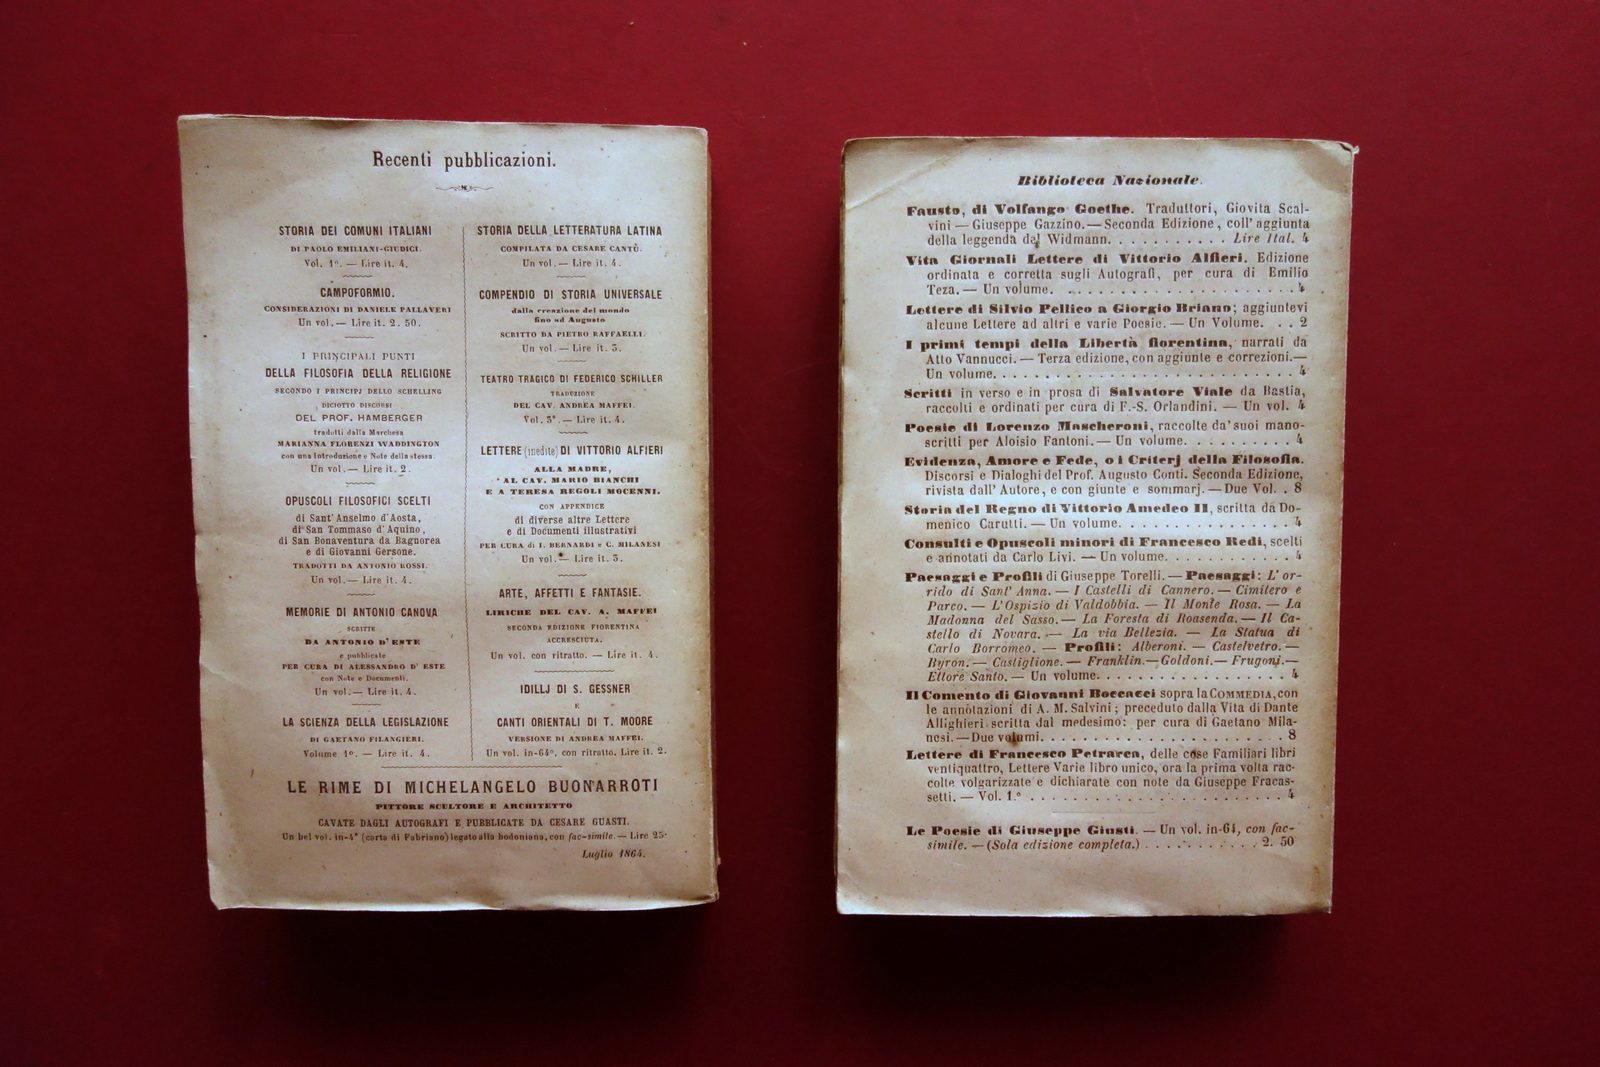 Recenti pubblicazioni.
STORIA DEI COMUNI ITALIANI
DI PAOLO EMILIANI-GIUDICI.
Vol. 1º. — Lire it. 4.
CAMPOFORMIO.
CONSIDERAZIONI DI DANIELE PALLAVERI
Un vol. — Lire it. 2. 50.
I PRINCIPALI PUNTI
DELLA FILOSOFIA DELLA RELIGIONE
SECONDO I PRINCIPJ DELLO SCHELLING
DICIOTTO DISCORSI
DEL PROF. HAMBERGER
tradotti dalla Marchesa
MARIANNA FLORENZI WADDINGTON
con una Introduzione e Note della stessa.
Un vol. — Lire it. 2.
OPUSCOLI FILOSOFICI SCELTI
di Sant' Anselmo d'Aosta,
di San Tommaso d' Aquino,
di San Bonaventura da Bagnorea
e di Giovanni Gersone.
TRADOTTI DA ANTONIO ROSSI.
Un vol. — Lire it. 4.
MEMORIE DI ANTONIO CANOVA
SCRITTE
DA ANTONIO D'ESTE
e pubblicate
PER CURA DI ALESSANDRO D' ESTE
con Note e Documenti.
Un vol. — Lire it. 4.
LA SCIENZA DELLA LEGISLAZIONE
DI GAETANO FILANGIERI.
Volume 1º. — Lire it. 4.
STORIA DELLA LETTERATURA LATINA
COMPILATA DA CESARE CANTÙ.
Un vol. — Lire it. 4.
COMPENDIO DI STORIA UNIVERSALE
dalla creazione del mondo
fino ad Augusto
SCRITTO DA PIETRO RAFFAELLI.
Un vol. — Lire it. 3.
TEATRO TRAGICO DI FEDERICO SCHILLER
TRADUZIONE
DEL CAV. ANDREA MAFFEI.
Vol. 3º. — Lire it. 4.
LETTERE (inedite) DI VITTORIO ALFIERI
ALLA MADRE,
AL CAV. MARIO BIANCHI
E A TERESA REGOLI MOCENNI.
CON APPENDICE
di diverse altre Lettere
e di Documenti illustrativi
PER CURA di I. BERNARDI e C. MILANESI
Un vol. — Lire it. 3.
ARTE, AFFETTI E FANTASIE.
LIRICHE DEL CAV. A. MAFFEI
SECONDA EDIZIONE FIORENTINA
ACCRESCIUTA.
Un vol. con ritratto. — Lire it. 4.
IDILLJ DI S. GESSNER
E
CANTI ORIENTALI DI T. MOORE
VERSIONE DI ANDREA MAFFEI.
Un vol. in-64º. con ritratto. Lire it. 2.
LE RIME DI MICHELANGELO BUONARROTI
PITTORE SCULTORE E ARCHITETTO
CAVATE DAGLI AUTOGRAFI E PUBBLICATE DA CESARE GUASTI.
Un bel vol. in-4º (carta di Fabriano) legato alla bodoniana, con fac-simile. — Lire 25.
Luglio 1864.
Biblioteca Nazionale.
Fausto, di Volfango Goethe. Traduttori, Giovita Scal-
vini — Giuseppe Gazzino. — Seconda Edizione, coll' aggiunta
della leggenda del Widmann. . . . . . . . . . . Lire Ital. 4
Vita Giornali Lettere di Vittorio Alfieri. Edizione
ordinata e corretta sugli Autografi, per cura di Emilio
Teza. — Un volume. . . . . . . . . . . . . . . . . . . . . 4
Lettere di Silvio Pellico a Giorgio Briano; aggiuntevi
alcune Lettere ad altri e varie Poesie. — Un Volume. . . 2
I primi tempi della Libertà fiorentina, narrati da
Atto Vannucci. — Terza edizione, con aggiunte e correzioni. —
Un volume. . . . . . . . . . . . . . . . . . . . . . . . . 4
Scritti in verso e in prosa di Salvatore Viale da Bastia,
raccolti e ordinati per cura di F.-S. Orlandini. — Un vol. 4
Poesie di Lorenzo Mascheroni, raccolte da' suoi mano-
scritti per Aloisio Fantoni. — Un volume. . . . . . . . . 4
Evidenza, Amore e Fede, o i Criterj della Filosofia.
Discorsi e Dialoghi del Prof. Augusto Conti. Seconda Edizione,
rivista dall' Autore, e con giunte e sommarj. — Due Vol. . 8
Storia del Regno di Vittorio Amedeo II, scritta da Do-
menico Carutti. — Un volume. . . . . . . . . . . . . . . 4
Consulti e Opuscoli minori di Francesco Redi, scelti
e annotati da Carlo Livi. — Un volume. . . . . . . . . . . 4
Paesaggi e Profili di Giuseppe Torelli. — Paesaggi: L' or-
rido di Sant' Anna. — I Castelli di Cannero. — Cimitero e
Parco. — L'Ospizio di Valdobbia. — Il Monte Rosa. — La
Madonna del Sasso. — La Foresta di Roasenda. — Il Ca-
stello di Novara. — La via Bellezia. — La Statua di
Carlo Borromeo. — Profili: Alberoni. — Castelvetro. —
Byron. — Castiglione. — Franklin. — Goldoni. — Frugoni. —
Ettore Santo. — Un volume. . . . . . . . . . . . . . . . . 4
Il Comento di Giovanni Boccacci sopra la COMMEDIA, con
le annotazioni di A. M. Salvini; preceduto dalla Vita di Dante
Allighieri scritta dal medesimo: per cura di Gaetano Mila-
nesi. — Due volumi. . . . . . . . . . . . . . . . . . . . . 8
Lettere di Francesco Petrarca, delle cose Familiari libri
ventiquattro, Lettere Varie libro unico, ora la prima volta rac-
colte volgarizzate e dichiarate con note da Giuseppe Fracas-
setti. — Vol. 1.º . . . . . . . . . . . . . . . . . . . . . 4
Le Poesie di Giuseppe Giusti. — Un vol. in-64, con fac-
simile. — (Sola edizione completa.) . . . . . . . . . . . 2. 50